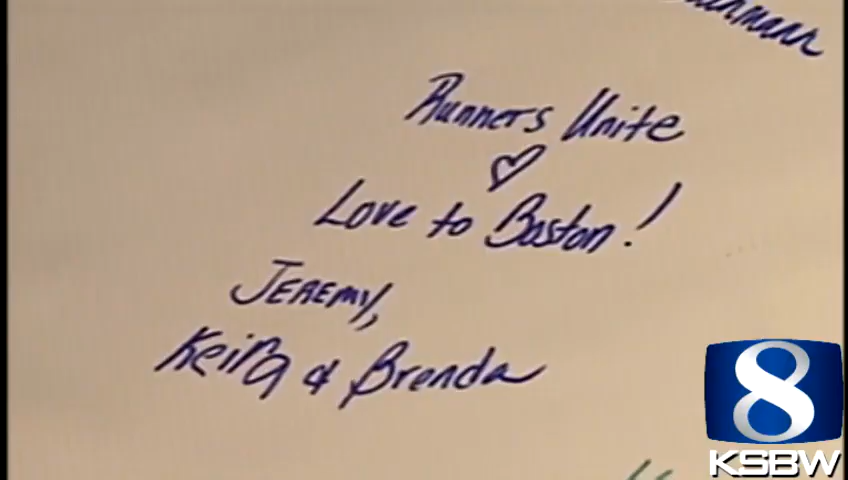 Runners Unite
Love to Boston!
JEREMY,
Keira & Brenda
8
KSBW